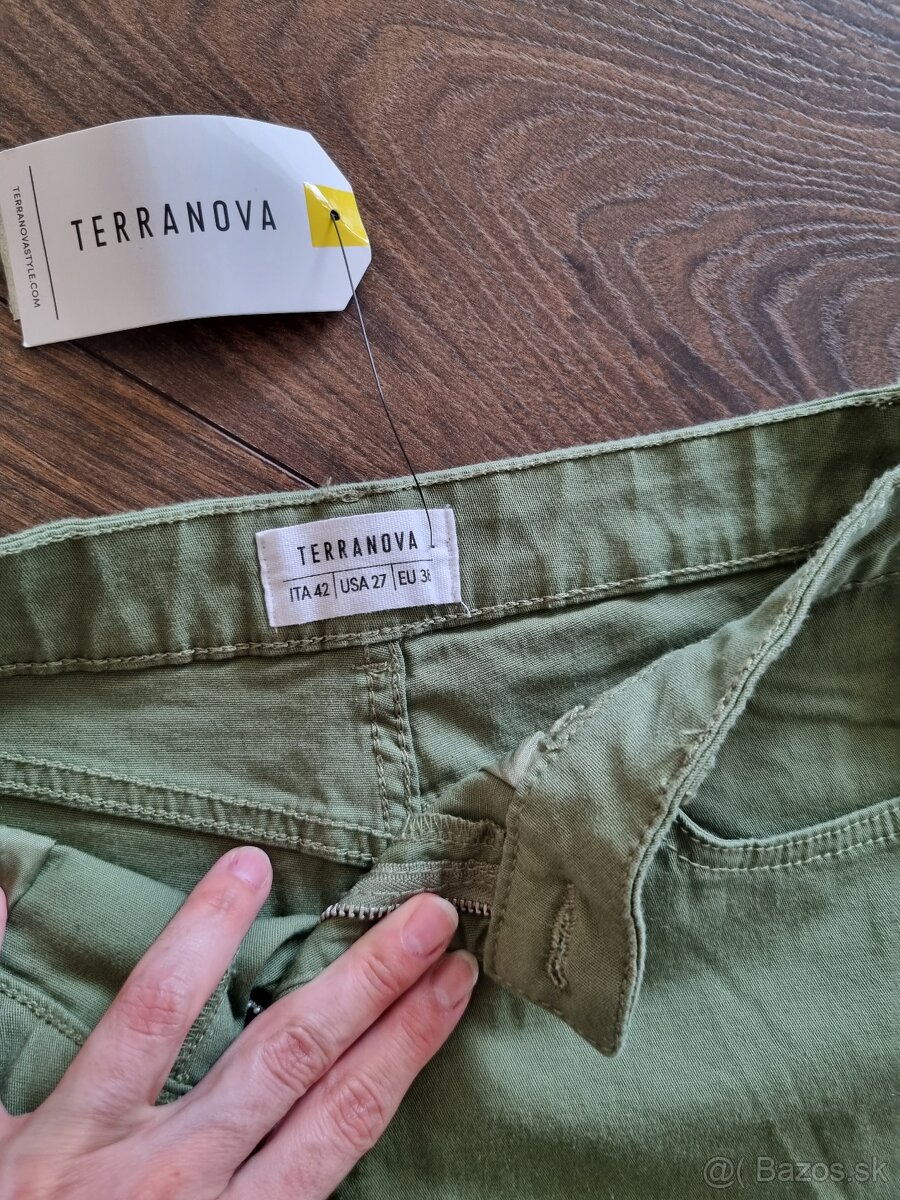 TERRANOVA
TERRANOVASTYLE.COM
TERRANOVA
ITA 42 | USA 27 | EU 38
@( Bazos.sk